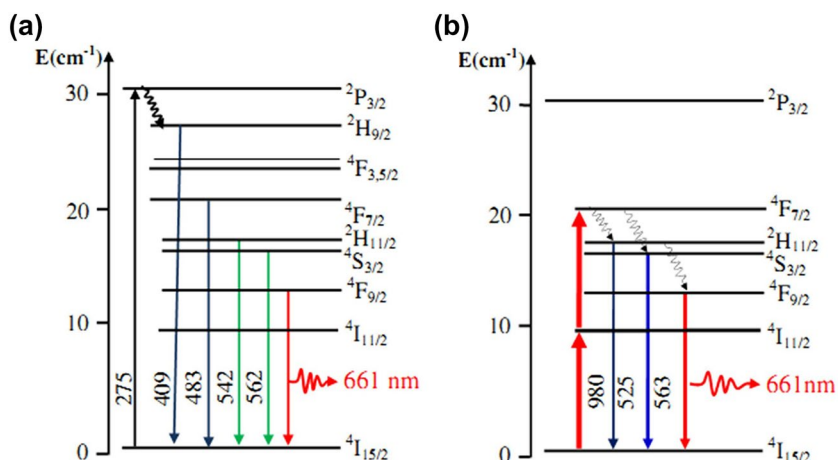 (a)
E(cm⁻¹)
30
20
10
0
²P₃/₂
²H₉/₂
⁴F₃,₅/₂
⁴F₇/₂
²H₁₁/₂
⁴S₃/₂
⁴F₉/₂
⁴I₁₁/₂
⁴I₁₅/₂
275
409
483
542
562
661 nm
(b)
E(cm⁻¹)
30
20
10
0
²P₃/₂
⁴F₇/₂
²H₁₁/₂
⁴S₃/₂
⁴F₉/₂
⁴I₁₁/₂
⁴I₁₅/₂
980
525
563
661nm